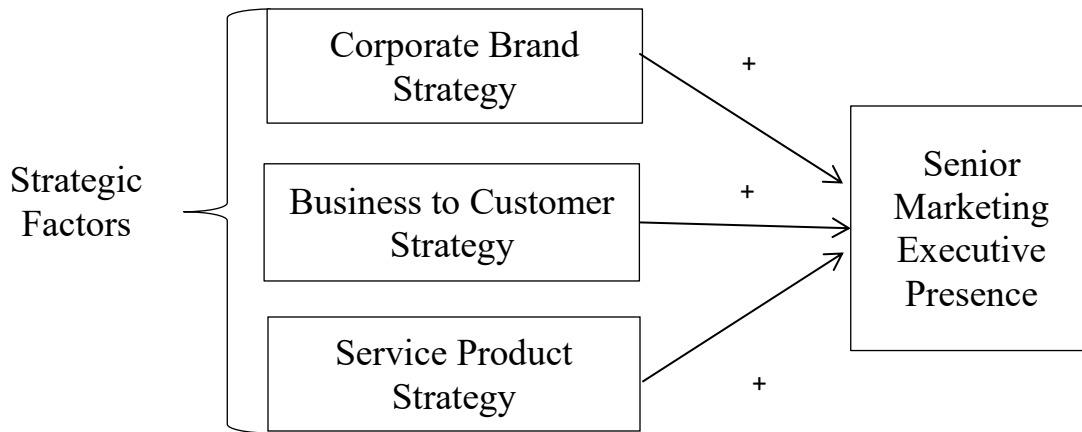 Strategic
Factors
Corporate Brand
Strategy
+
Business to Customer
Strategy
+
Service Product
Strategy
+
Senior
Marketing
Executive
Presence